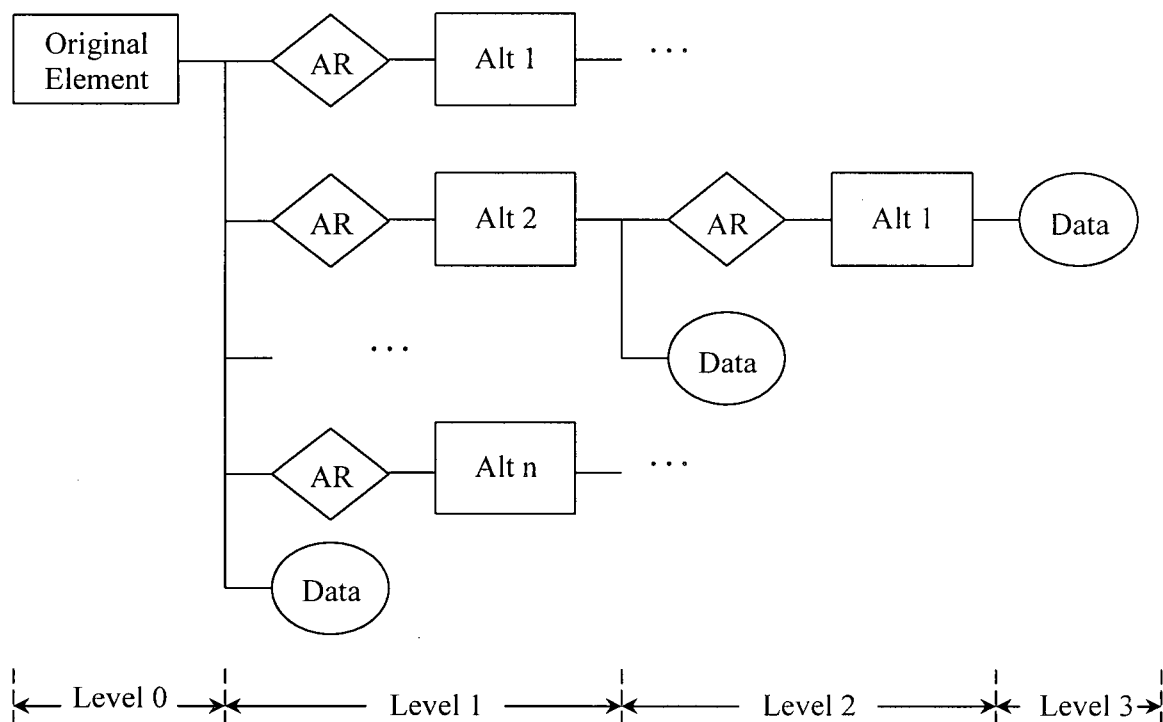 Original
Element
AR
Alt 1
...
AR
Alt 2
AR
Alt 1
Data
...
Data
AR
Alt n
...
Data
Level 0
Level 1
Level 2
Level 3